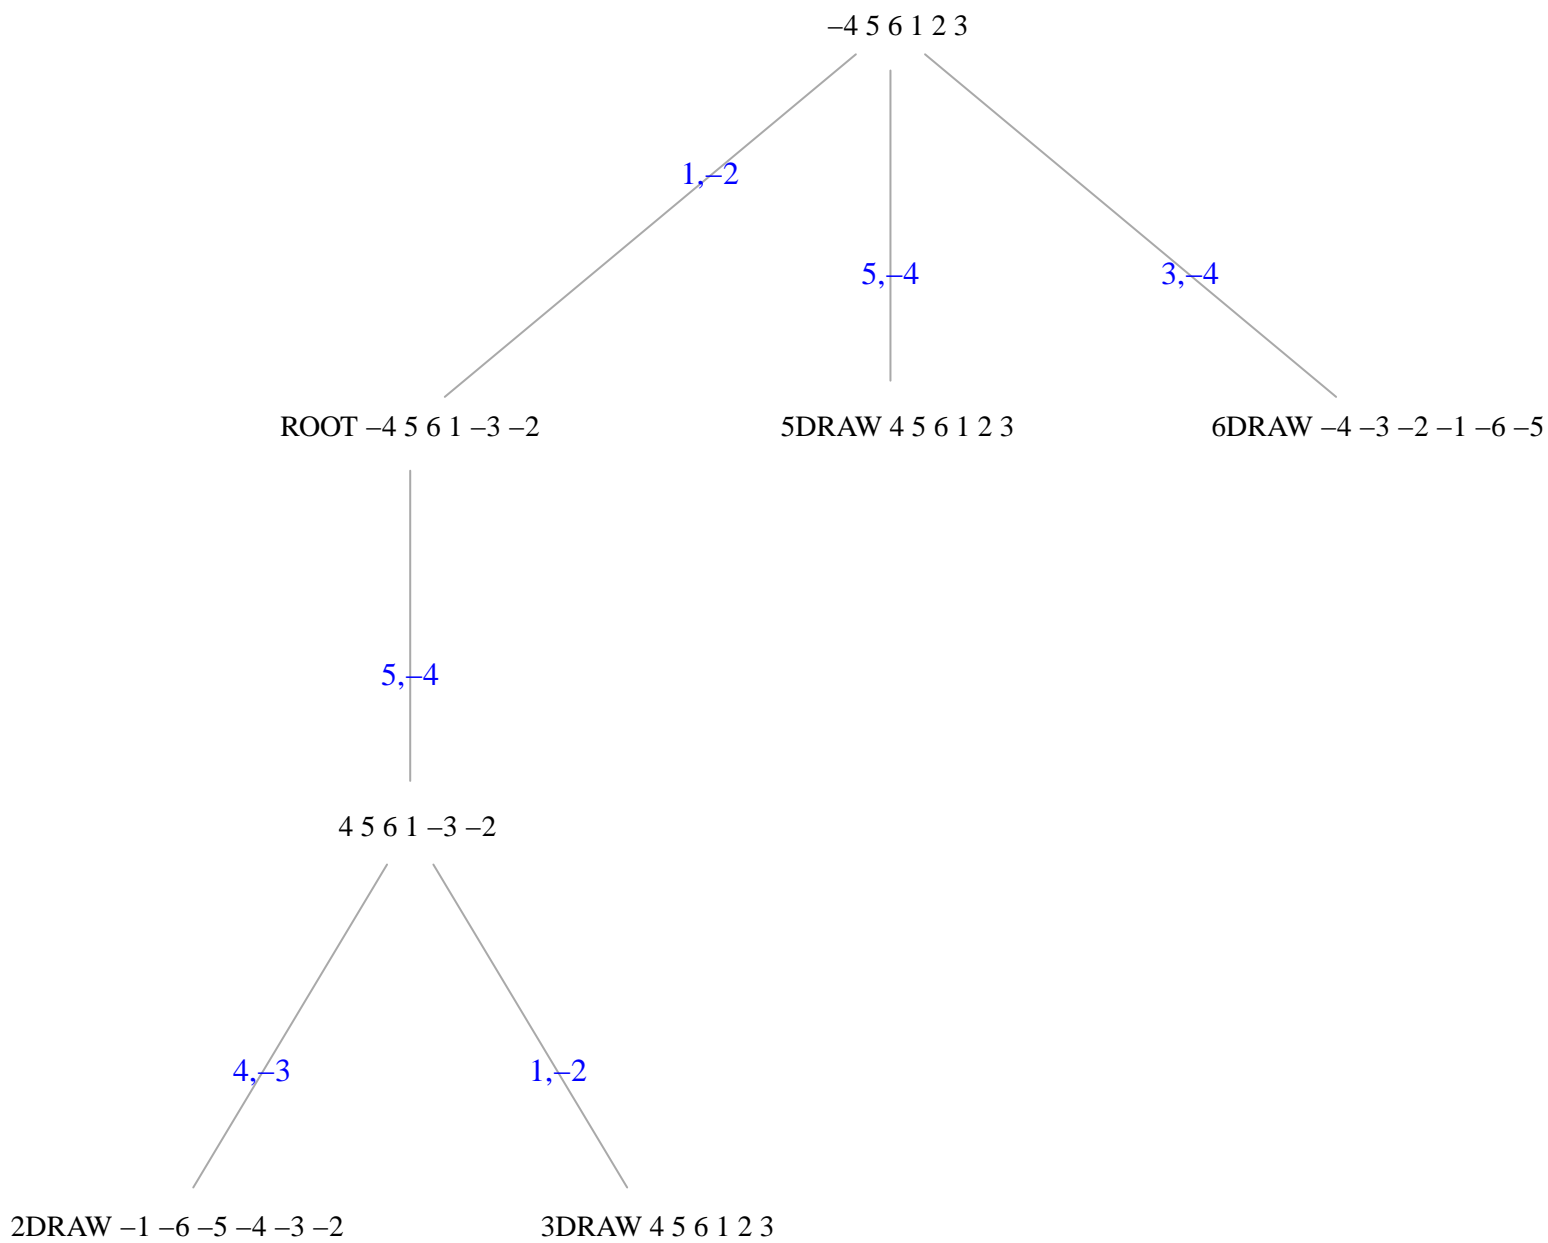 –4 5 6 1 2 3
1,–2
5,–4
3,–4
ROOT –4 5 6 1 –3 –2
5DRAW 4 5 6 1 2 3
6DRAW –4 –3 –2 –1 –6 –5
5,–4
4 5 6 1 –3 –2
4,–3
1,–2
2DRAW –1 –6 –5 –4 –3 –2
3DRAW 4 5 6 1 2 3